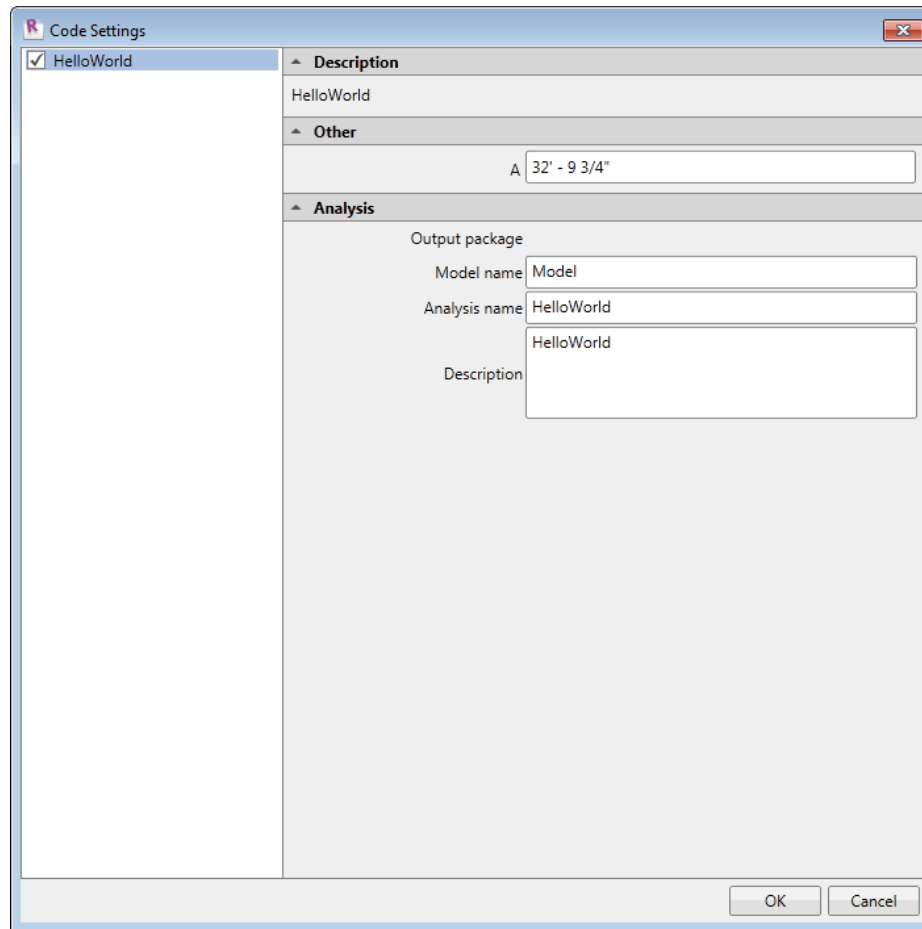 R Code Settings
HelloWorld
Description
HelloWorld
Other
A 32' - 9 3/4"
Analysis
Output package
Model name Model
Analysis name HelloWorld
Description HelloWorld
OK Cancel